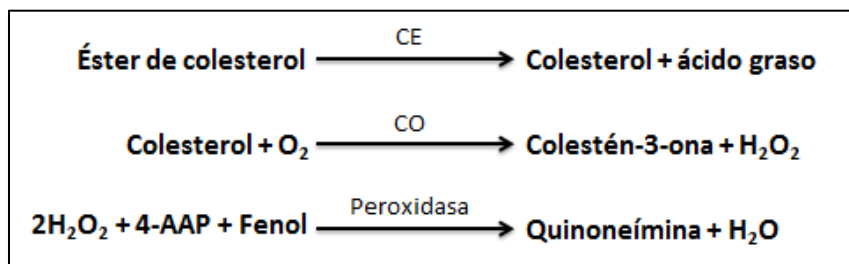 CE
Éster de colesterol → Colesterol + ácido graso
CO
Colesterol + O₂ → Colestén-3-ona + H₂O₂
Peroxidasa
2H₂O₂ + 4-AAP + Fenol → Quinoneímina + H₂O